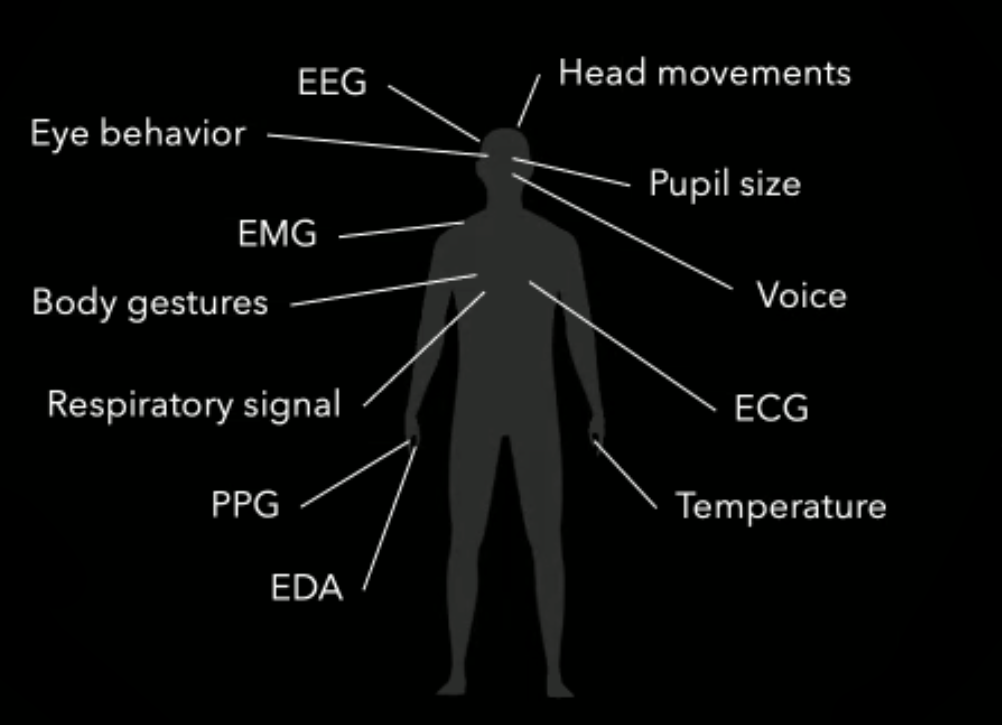 EEG
Head movements
Eye behavior
Pupil size
EMG
Voice
Body gestures
Respiratory signal
ECG
PPG
Temperature
EDA